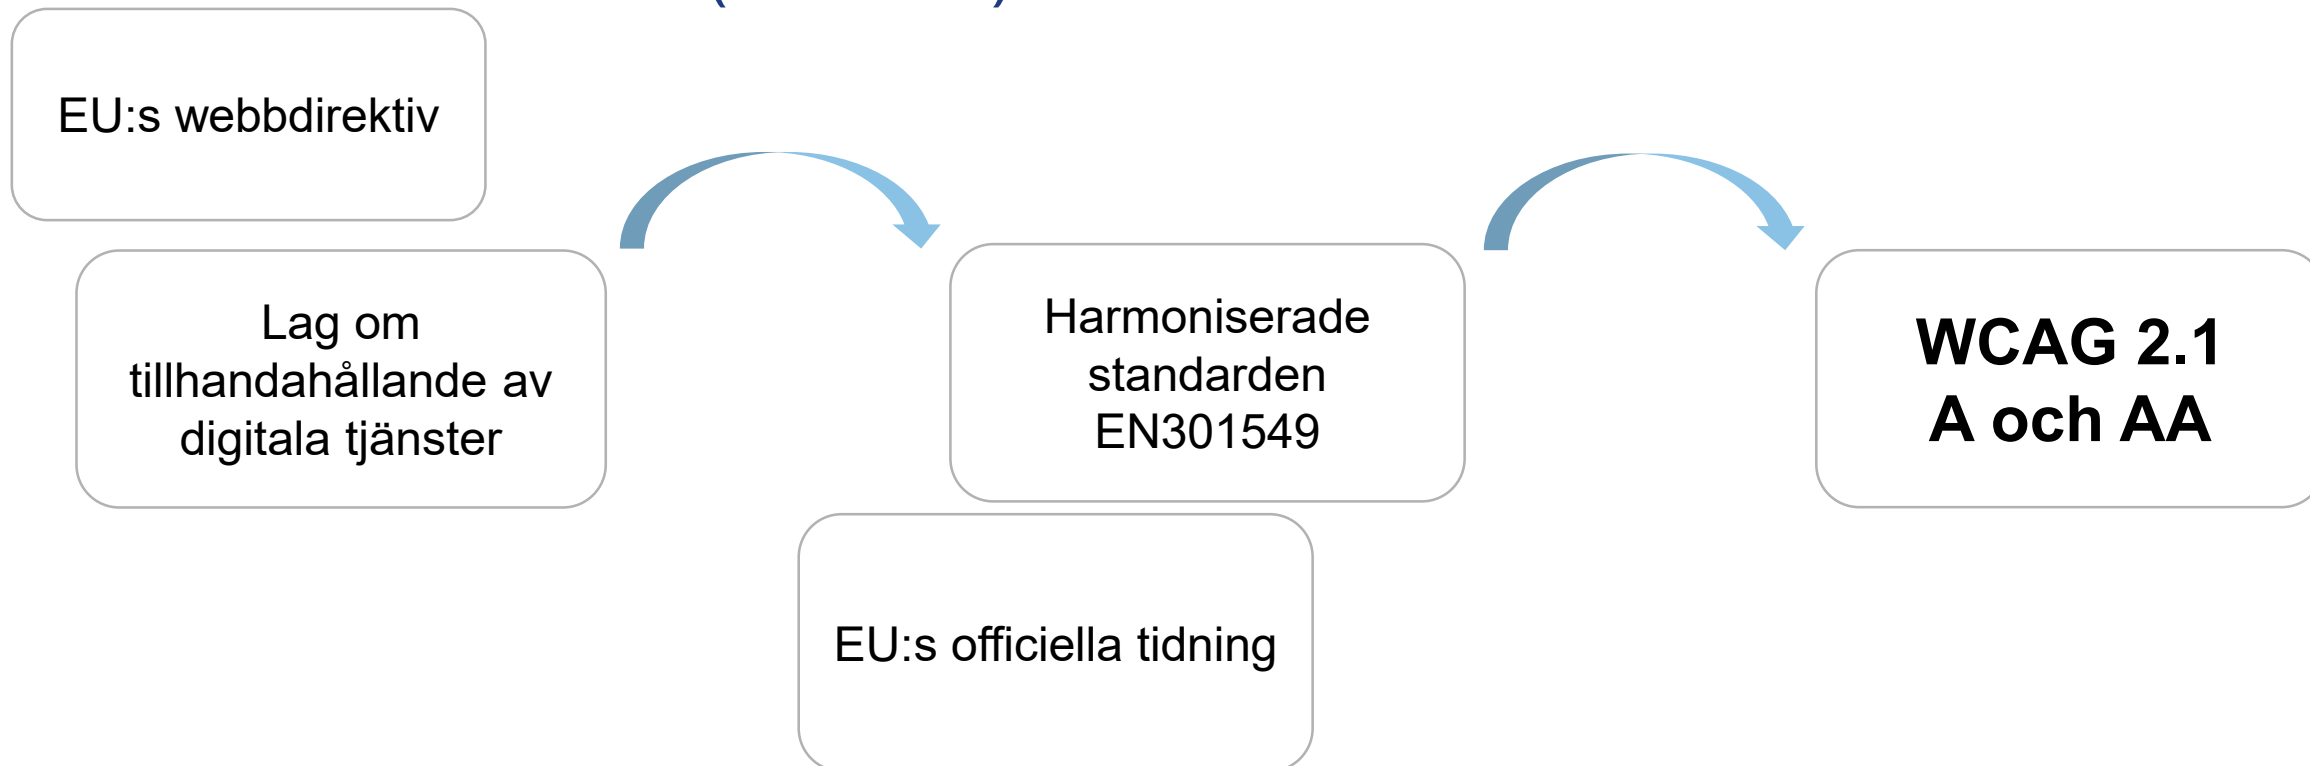 EU:s webbdirektiv
Lag om
tillhandahållande av
digitala tjänster
Harmoniserade
standarden
EN301549
WCAG 2.1
A och AA
EU:s officiella tidning